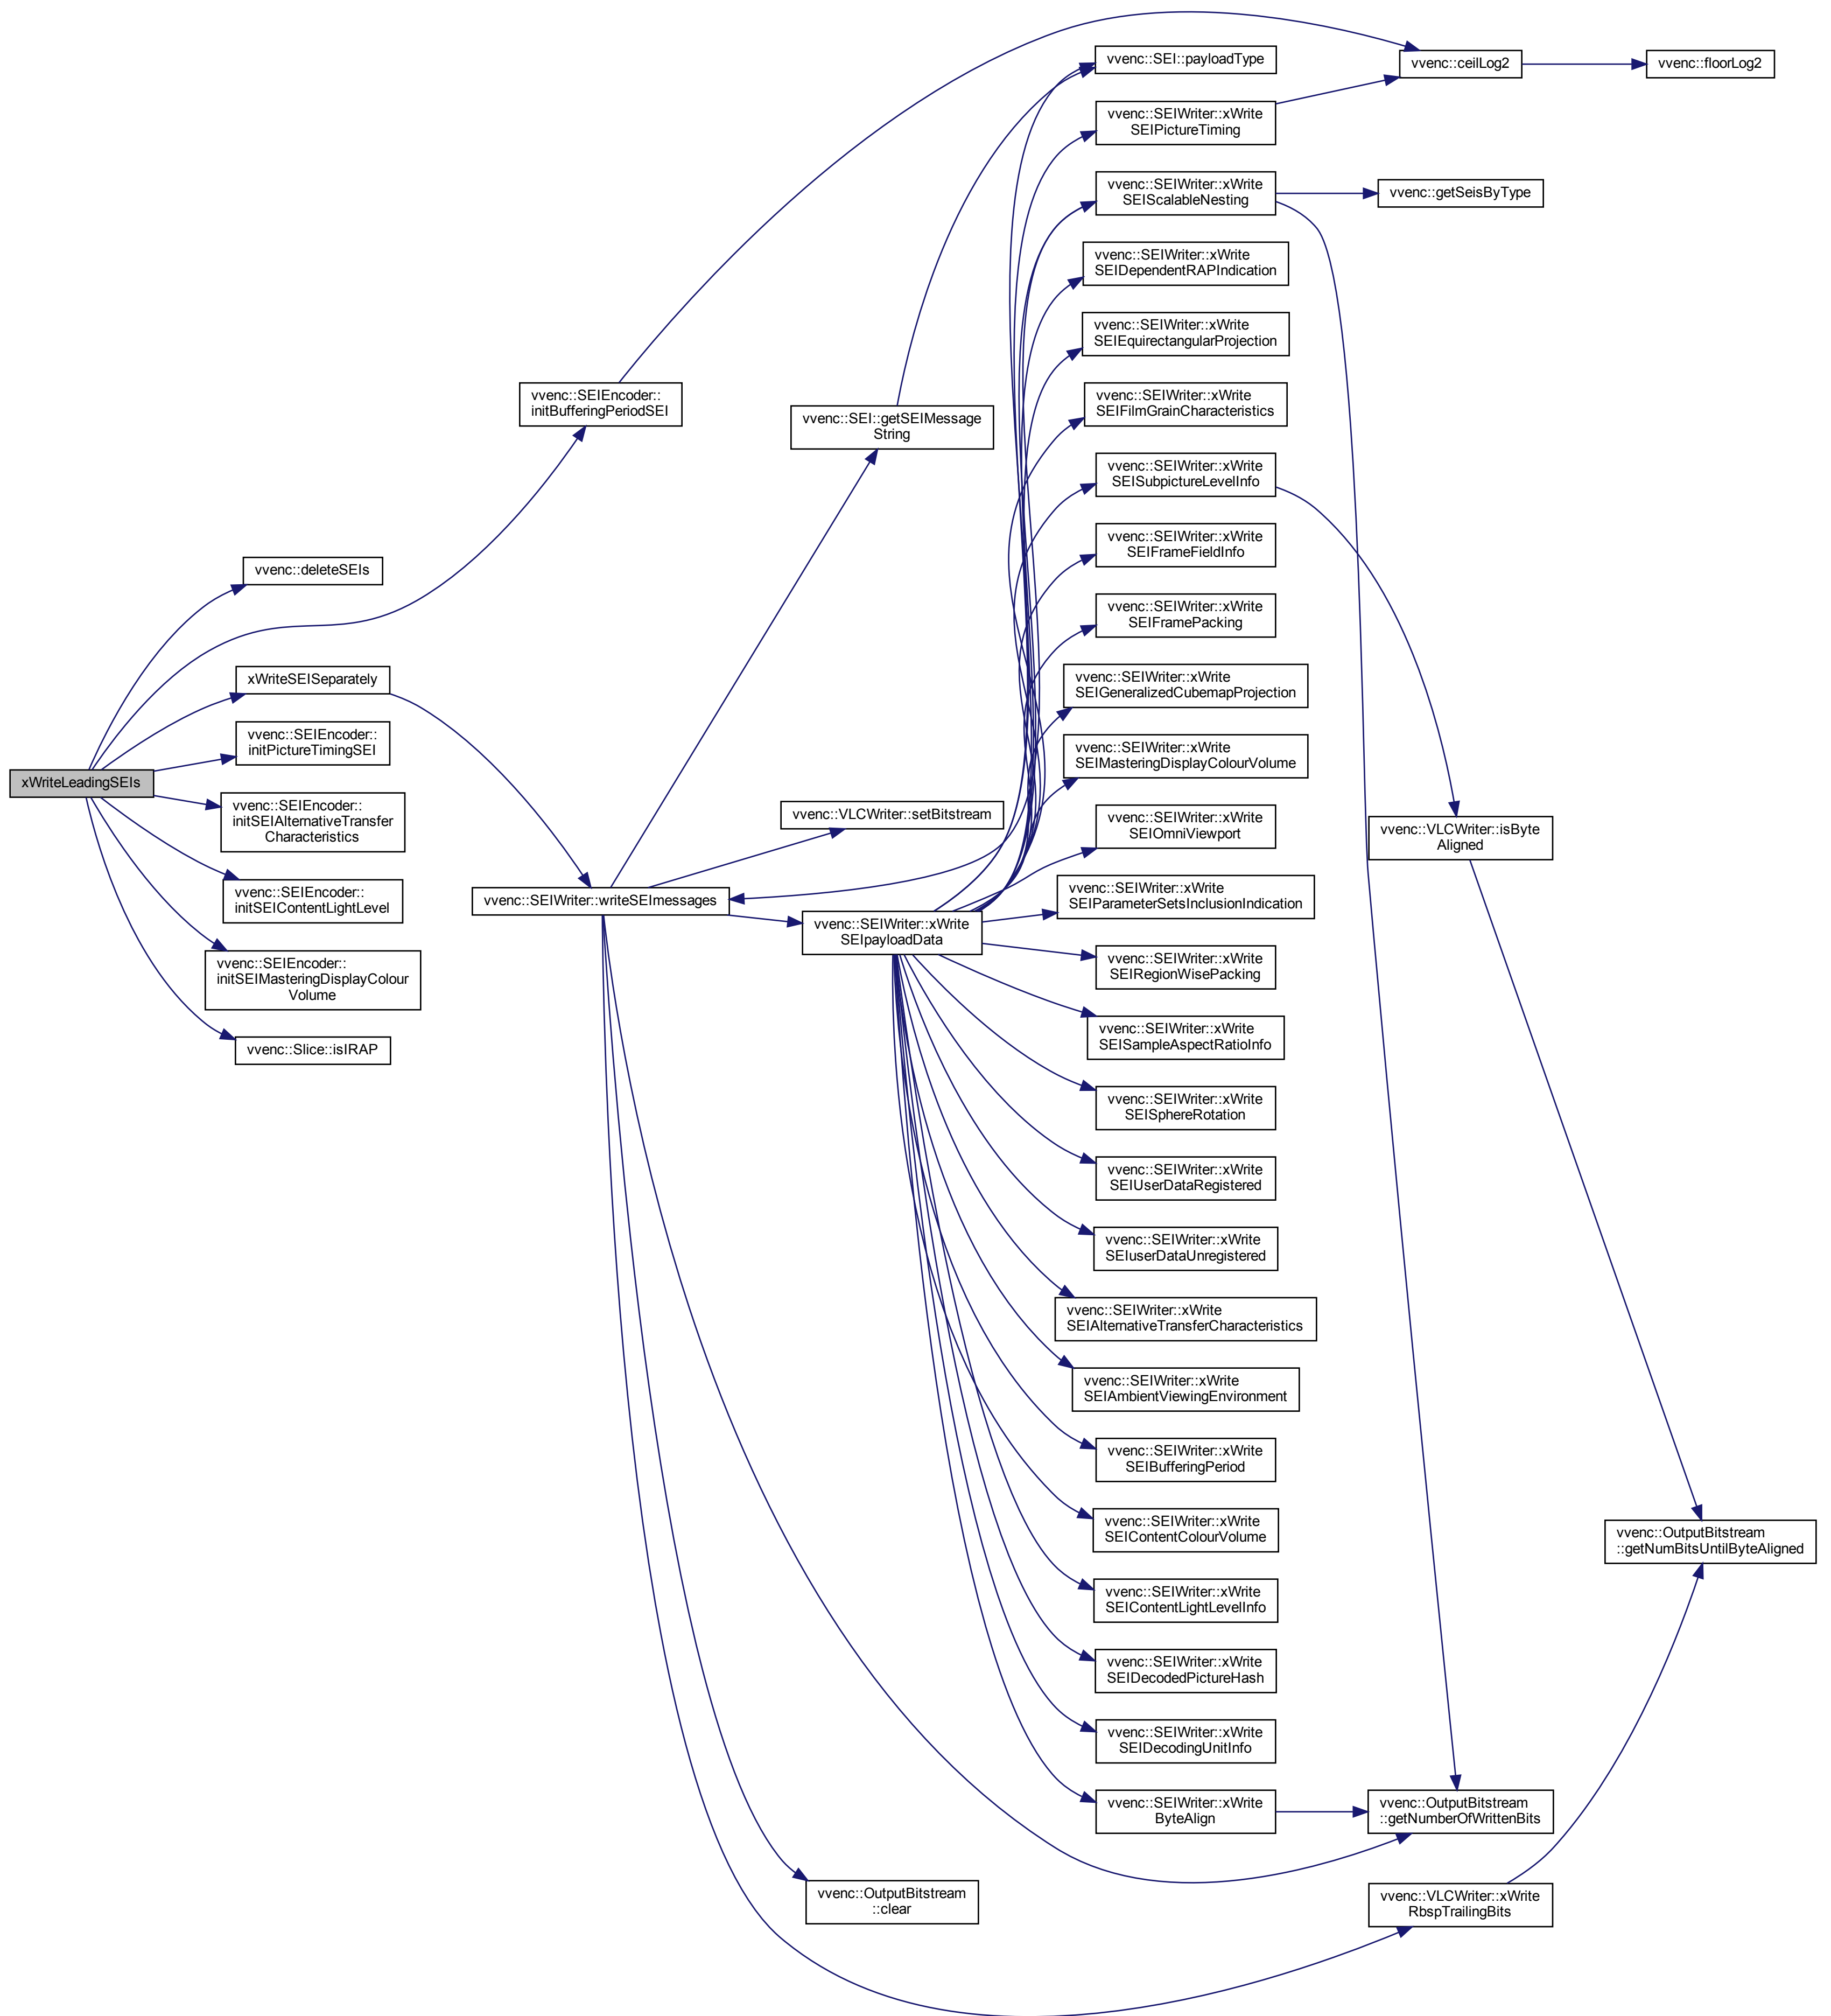 xWriteLeadingSEIs
vvenc::deleteSEIs
vvenc::SEIEncoder::
initBufferingPeriodSEI
xWriteSEISeparately
vvenc::SEIEncoder::
initPictureTimingSEI
vvenc::SEIEncoder::
initSEIAlternativeTransfer
Characteristics
vvenc::SEIEncoder::
initSEIContentLightLevel
vvenc::SEIEncoder::
initSEIMasteringDisplayColour
Volume
vvenc::Slice::isIRAP
vvenc::SEIWriter::writeSEImessages
vvenc::SEI::getSEIMessage
String
vvenc::VLCWriter::setBitstream
vvenc::SEIWriter::xWrite
SEIpayloadData
vvenc::OutputBitstream
::clear
vvenc::SEI::payloadType
vvenc::SEIWriter::xWrite
SEIPictureTiming
vvenc::SEIWriter::xWrite
SEIScalableNesting
vvenc::SEIWriter::xWrite
SEIDependentRAPIndication
vvenc::SEIWriter::xWrite
SEIEquirectangularProjection
vvenc::SEIWriter::xWrite
SEIFilmGrainCharacteristics
vvenc::SEIWriter::xWrite
SEISubpictureLevelInfo
vvenc::SEIWriter::xWrite
SEIFrameFieldInfo
vvenc::SEIWriter::xWrite
SEIFramePacking
vvenc::SEIWriter::xWrite
SEIGeneralizedCubemapProjection
vvenc::SEIWriter::xWrite
SEIMasteringDisplayColourVolume
vvenc::SEIWriter::xWrite
SEIOmniViewport
vvenc::SEIWriter::xWrite
SEIParameterSetsInclusionIndication
vvenc::SEIWriter::xWrite
SEIRegionWisePacking
vvenc::SEIWriter::xWrite
SEISampleAspectRatioInfo
vvenc::SEIWriter::xWrite
SEISphereRotation
vvenc::SEIWriter::xWrite
SEIUserDataRegistered
vvenc::SEIWriter::xWrite
SEIuserDataUnregistered
vvenc::SEIWriter::xWrite
SEIAlternativeTransferCharacteristics
vvenc::SEIWriter::xWrite
SEIAmbientViewingEnvironment
vvenc::SEIWriter::xWrite
SEIBufferingPeriod
vvenc::SEIWriter::xWrite
SEIContentColourVolume
vvenc::SEIWriter::xWrite
SEIContentLightLevelInfo
vvenc::SEIWriter::xWrite
SEIDecodedPictureHash
vvenc::SEIWriter::xWrite
SEIDecodingUnitInfo
vvenc::SEIWriter::xWrite
ByteAlign
vvenc::ceilLog2
vvenc::floorLog2
vvenc::getSeisByType
vvenc::VLCWriter::isByte
Aligned
vvenc::OutputBitstream
::getNumBitsUntilByteAligned
vvenc::OutputBitstream
::getNumberOfWrittenBits
vvenc::VLCWriter::xWrite
RbspTrailingBits